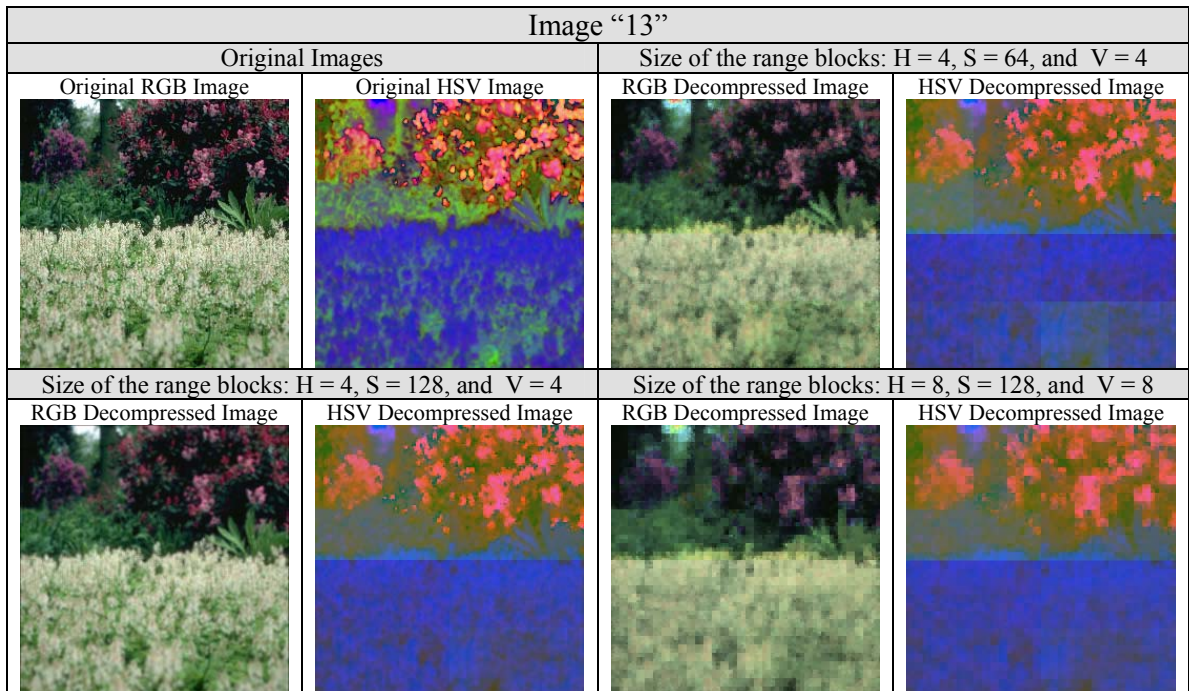 Image “13”
Original Images
Size of the range blocks: H = 4, S = 64, and V = 4
Original RGB Image
Original HSV Image
RGB Decompressed Image
HSV Decompressed Image
Size of the range blocks: H = 4, S = 128, and V = 4
Size of the range blocks: H = 8, S = 128, and V = 8
RGB Decompressed Image
HSV Decompressed Image
RGB Decompressed Image
HSV Decompressed Image